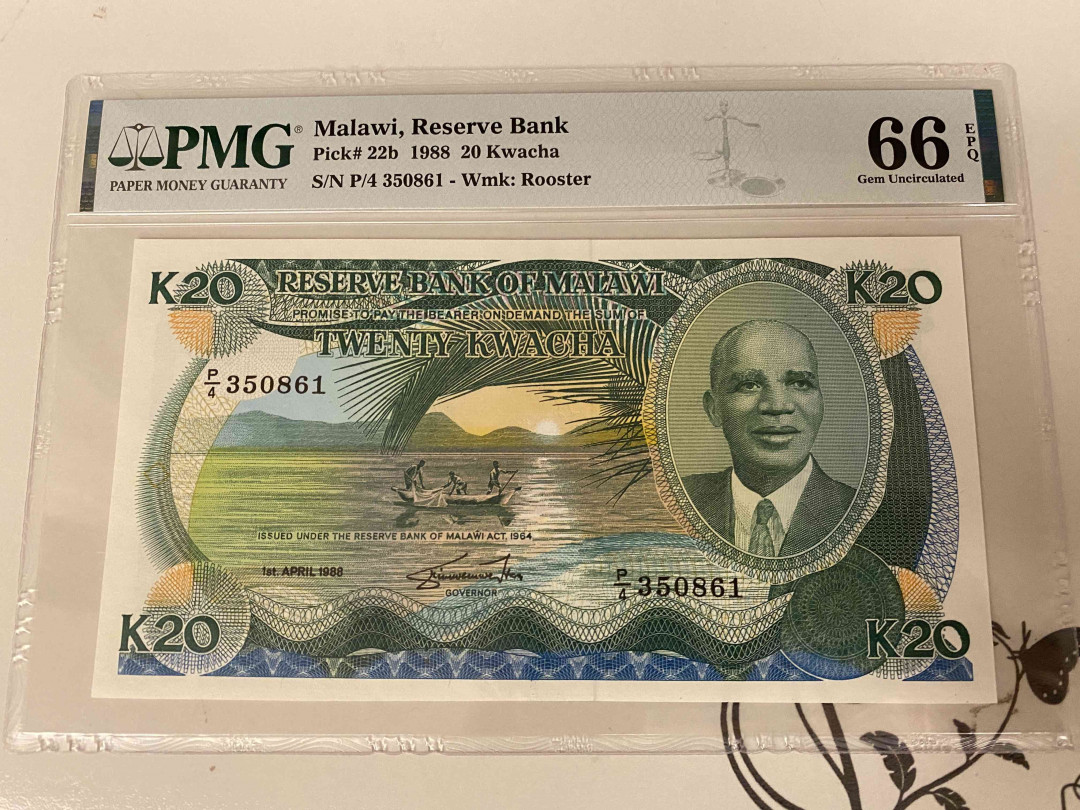 PMG®
PAPER MONEY GUARANTY
Malawi, Reserve Bank
Pick# 22b 1988 20 Kwacha
S/N P/4 350861 - Wmk: Rooster
66 EPQ
Gem Uncirculated
K20
RESERVE BANK OF MALAŴI
K20
PROMISE TO PAY THE BEARER ON DEMAND THE SUM OF
TWENTY KWACHA
P/4 350861
ISSUED UNDER THE RESERVE BANK OF MALAŴI ACT, 1964
1st. APRIL 1988
GOVERNOR
P/4 350861
K20
K20